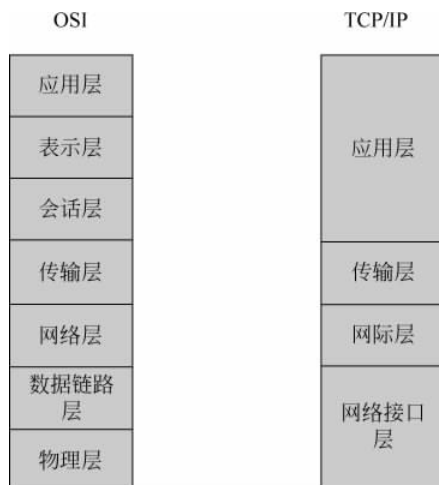 OSI
TCP/IP
应用层
表示层
会话层
传输层
网络层
数据链路
层
物理层
应用层
传输层
网际层
网络接口
层